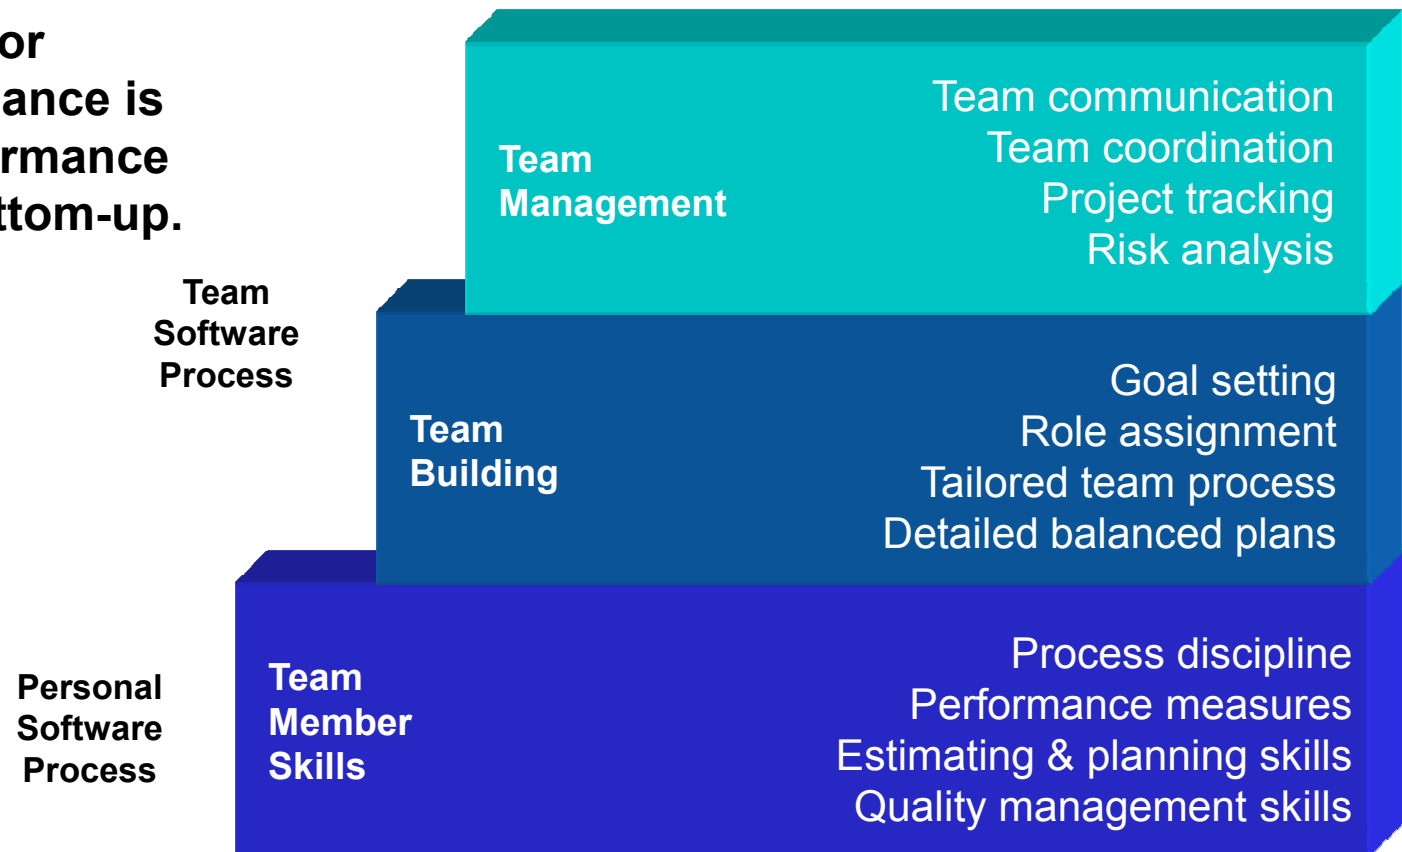 or
ance is
rmance
ttom-up.
Team
Management
Team communication
Team coordination
Project tracking
Risk analysis
Team
Software
Process
Team
Building
Goal setting
Role assignment
Tailored team process
Detailed balanced plans
Personal
Software
Process
Team
Member
Skills
Process discipline
Performance measures
Estimating & planning skills
Quality management skills